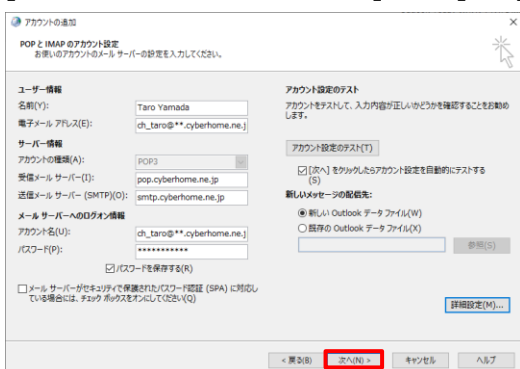 アカウントの追加
×
POP と IMAP のアカウント設定
お使いのアカウントのメール サーバーの設定を入力してください。
ユーザー情報
名前(Y):
Taro Yamada
電子メール アドレス(E):
ch_taro@**.cyberhome.ne.j
サーバー情報
アカウントの種類(A):
POP3
受信メール サーバー(I):
pop.cyberhome.ne.jp
送信メール サーバー (SMTP)(O):
smtp.cyberhome.ne.jp
メール サーバーへのログオン情報
アカウント名(U):
ch_taro@**.cyberhome.ne.j
パスワード(P):
***********
パスワードを保存する(R)
メール サーバーがセキュリティで保護されたパスワード認証 (SPA) に対応し
ている場合には、チェック ボックスをオンにしてください(Q)
アカウント設定のテスト
アカウントをテストして、入力内容が正しいかどうかを確認することをお勧め
します。
アカウント設定のテスト(T)
[次へ] をクリックしたらアカウント設定を自動的にテストする
(S)
新しいメッセージの配信先:
新しい Outlook データ ファイル(W)
既存の Outlook データ ファイル(X)
参照(S)
詳細設定(M)...
< 戻る(B)
次へ(N) >
キャンセル
ヘルプ